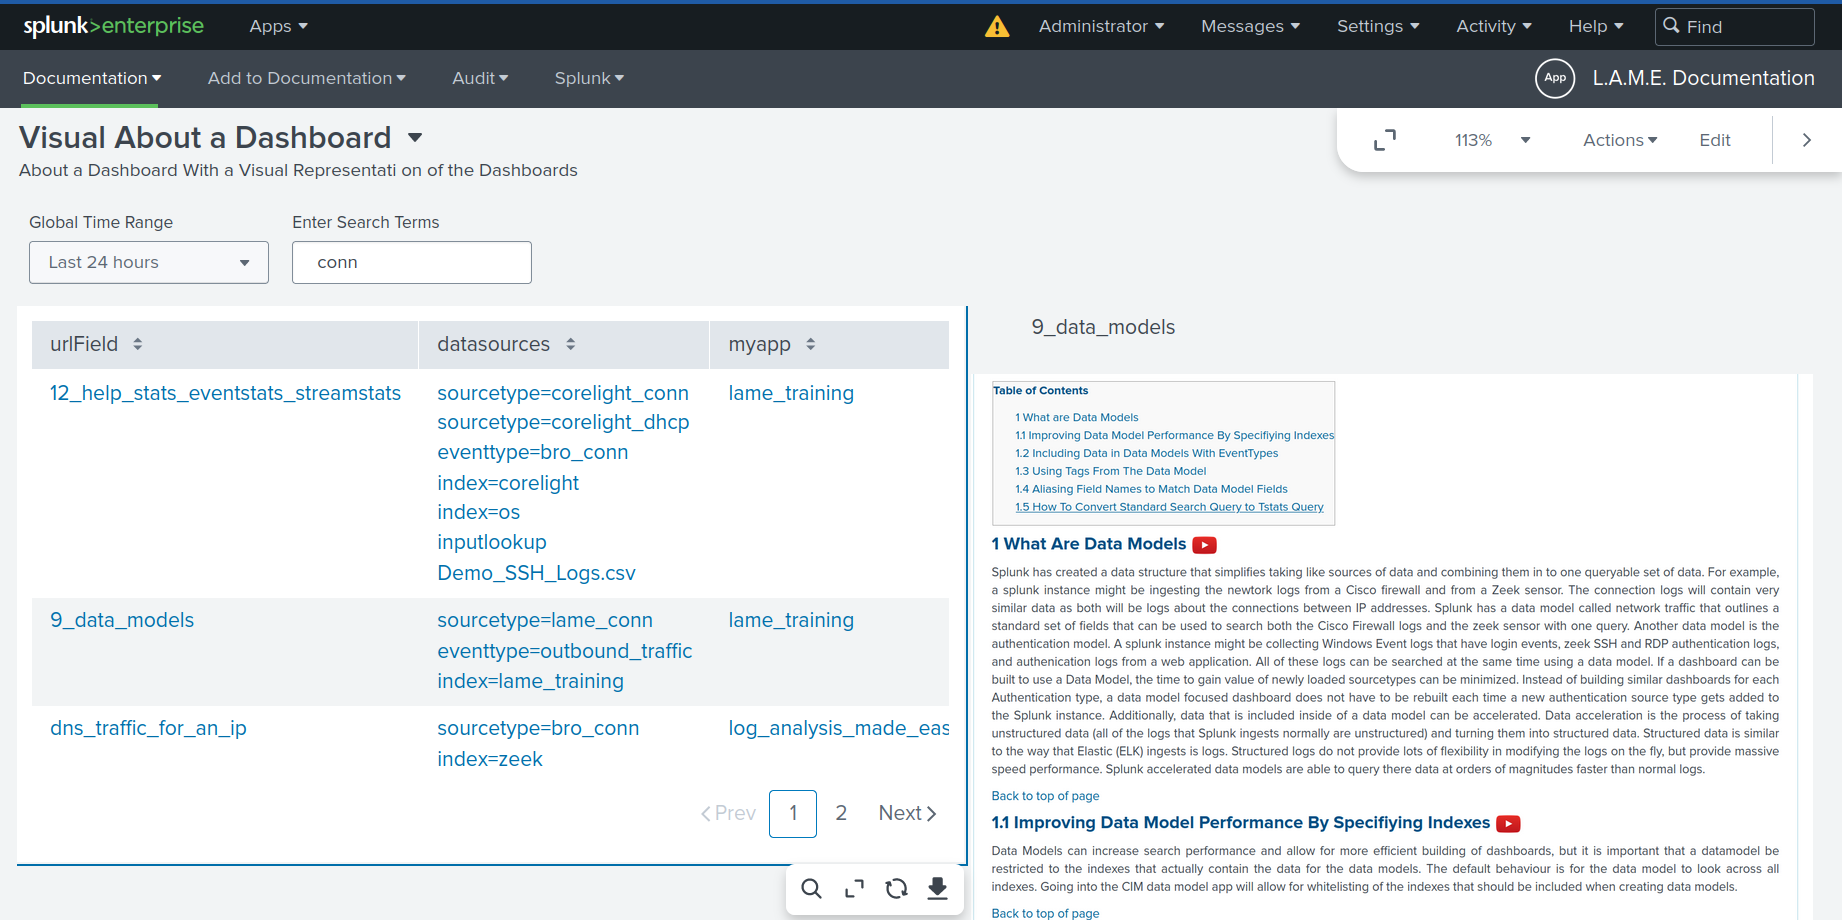 splunk>enterprise Apps Administrator Messages Settings Activity Help Find
Documentation Add to Documentation Audit Splunk App L.A.M.E. Documentation
Visual About a Dashboard
About a Dashboard With a Visual Representati on of the Dashboards
113% Actions Edit
Global Time Range Enter Search Terms
Last 24 hours conn
urlField datasources myapp
12_help_stats_eventstats_streamstats sourcetype=corelight_conn lame_training
sourcetype=corelight_dhcp
eventtype=bro_conn
index=corelight
index=os
inputlookup
Demo_SSH_Logs.csv
9_data_models sourcetype=lame_conn lame_training
eventtype=outbound_traffic
index=lame_training
dns_traffic_for_an_ip sourcetype=bro_conn log_analysis_made_eas
index=zeek
Prev 1 2 Next
9_data_models
Table of Contents
1 What are Data Models
1.1 Improving Data Model Performance By Specifiying Indexes
1.2 Including Data in Data Models With EventTypes
1.3 Using Tags From The Data Model
1.4 Aliasing Field Names to Match Data Model Fields
1.5 How To Convert Standard Search Query to Tstats Query
1 What Are Data Models
Splunk has created a data structure that simplifies taking like sources of data and combining them in to one queryable set of data. For example,
a splunk instance might be ingesting the newtork logs from a Cisco firewall and from a Zeek sensor. The connection logs will contain very
similar data as both will be logs about the connections between IP addresses. Splunk has a data model called network traffic that outlines a
standard set of fields that can be used to search both the Cisco Firewall logs and the zeek sensor with one query. Another data model is the
authentication model. A splunk instance might be collecting Windows Event logs that have login events, zeek SSH and RDP authentication logs,
and authenication logs from a web application. All of these logs can be searched at the same time using a data model. If a dashboard can be
built to use a Data Model, the time to gain value of newly loaded sourcetypes can be minimized. Instead of building similar dashboards for each
Authentication type, a data model focused dashboard does not have to be rebuilt each time a new authentication source type gets added to
the Splunk instance. Additionally, data that is included inside of a data model can be accelerated. Data acceleration is the process of taking
unstructured data (all of the logs that Splunk ingests normally are unstructured) and turning them into structured data. Structured data is similar
to the way that Elastic (ELK) ingests is logs. Structured logs do not provide lots of flexibility in modifying the logs on the fly, but provide massive
speed performance. Splunk accelerated data models are able to query there data at orders of magnitudes faster than normal logs.
Back to top of page
1.1 Improving Data Model Performance By Specifiying Indexes
Data Models can increase search performance and allow for more efficient building of dashboards, but it is important that a datamodel be
restricted to the indexes that actually contain the data for the data models. The default behaviour is for the data model to look across all
indexes. Going into the CIM data model app will allow for whitelisting of the indexes that should be included when creating data models.
Back to top of page